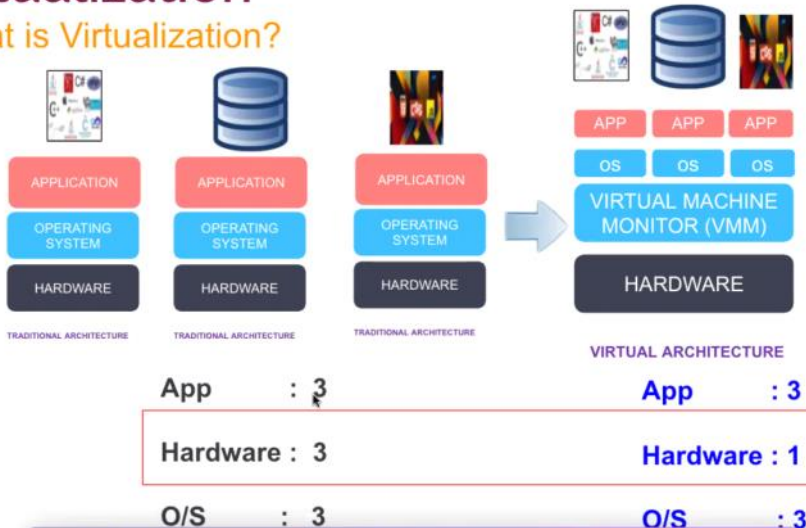 t is Virtualization?
C#
C++
C#
C++
APP APP APP
APPLICATION APPLICATION APPLICATION
OS OS OS
OPERATING SYSTEM
OPERATING SYSTEM
OPERATING SYSTEM
VIRTUAL MACHINE
MONITOR (VMM)
HARDWARE HARDWARE HARDWARE
HARDWARE
TRADITIONAL ARCHITECTURE TRADITIONAL ARCHITECTURE TRADITIONAL ARCHITECTURE
VIRTUAL ARCHITECTURE
App : 3 App : 3
Hardware : 3 Hardware : 1
O/S : 3 O/S : 3